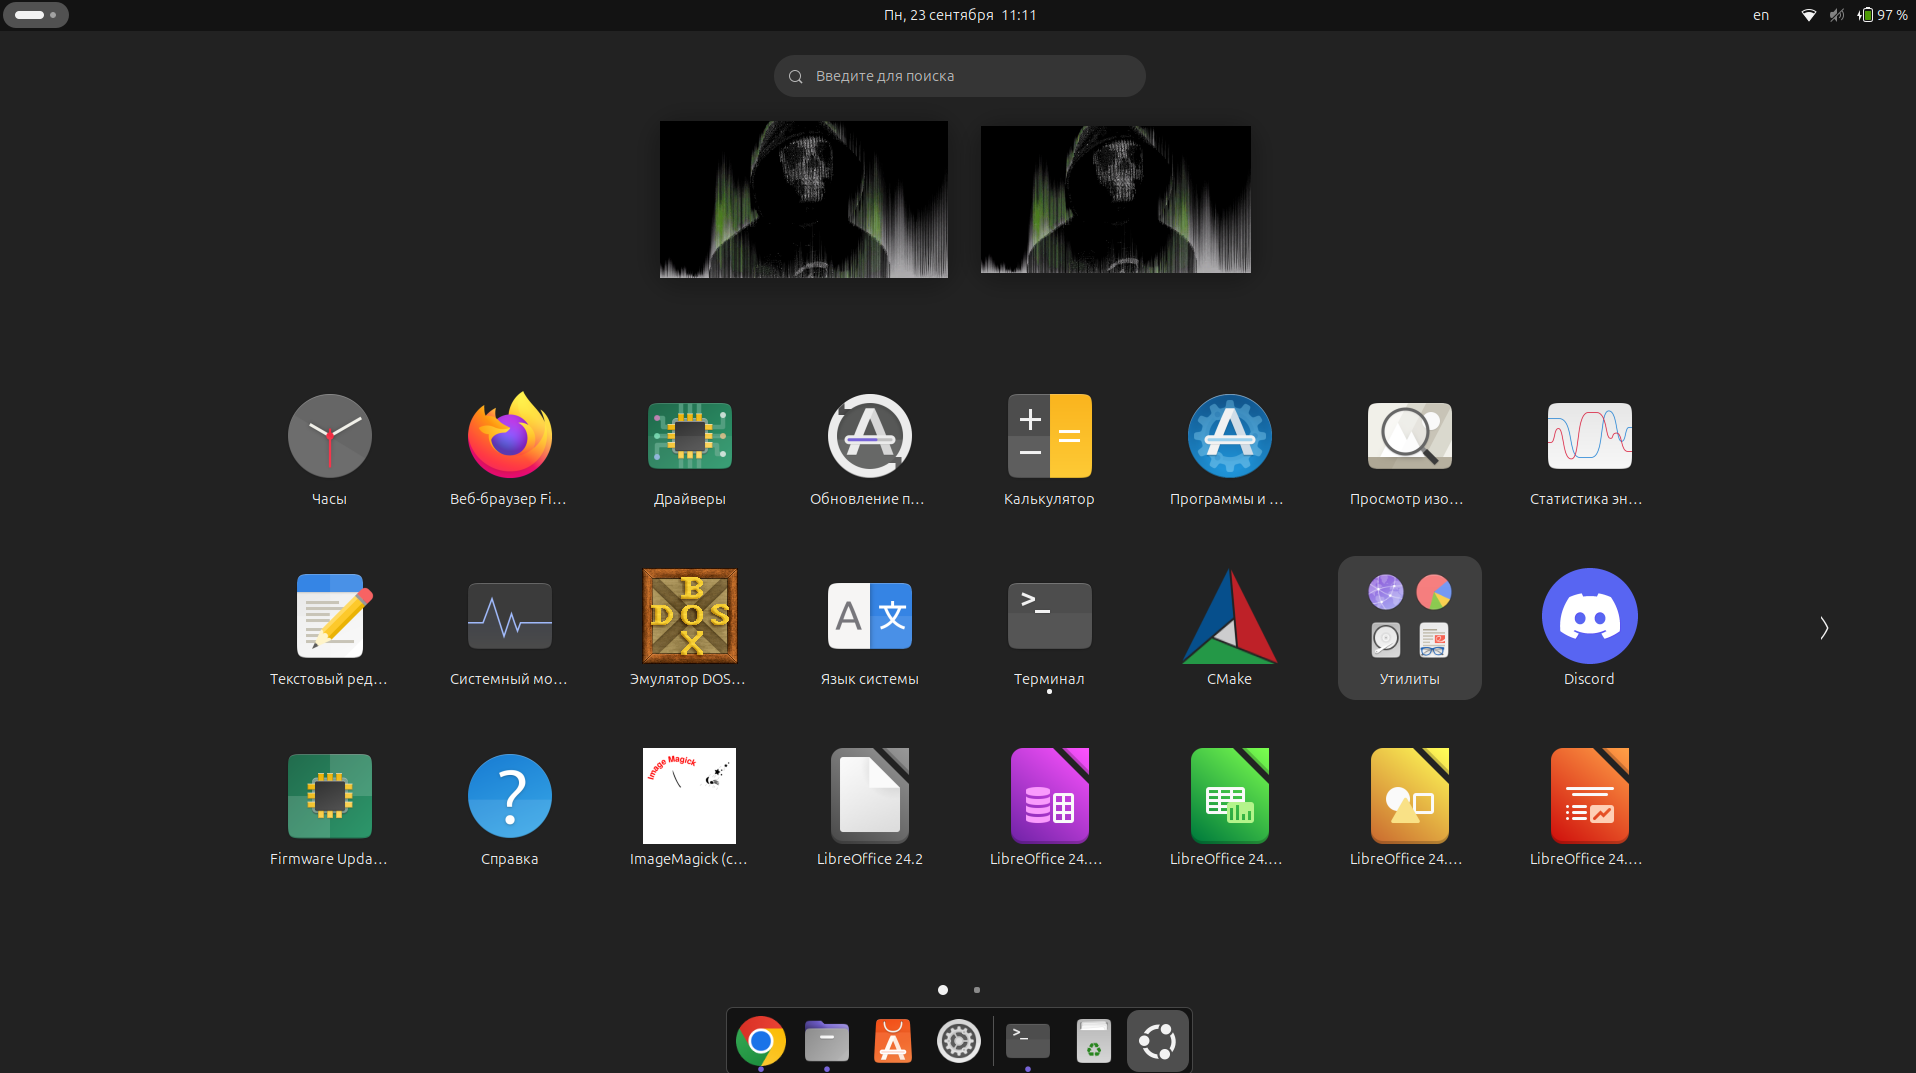 Пн, 23 сентября 11:11
en
97 %
Введите для поиска
Часы
Веб-браузер Fi...
Драйверы
Обновление п...
Калькулятор
Программы и ...
Просмотр изо...
Статистика эн...
Текстовый ред...
Системный мо...
BOX
DOS
Эмулятор DOS...
A 文
Язык системы
>_
Терминал
CMake
Утилиты
Discord
Firmware Upda...
?
Справка
Image Magick
ImageMagick (c...
LibreOffice 24.2
LibreOffice 24....
LibreOffice 24....
LibreOffice 24....
LibreOffice 24....
>_